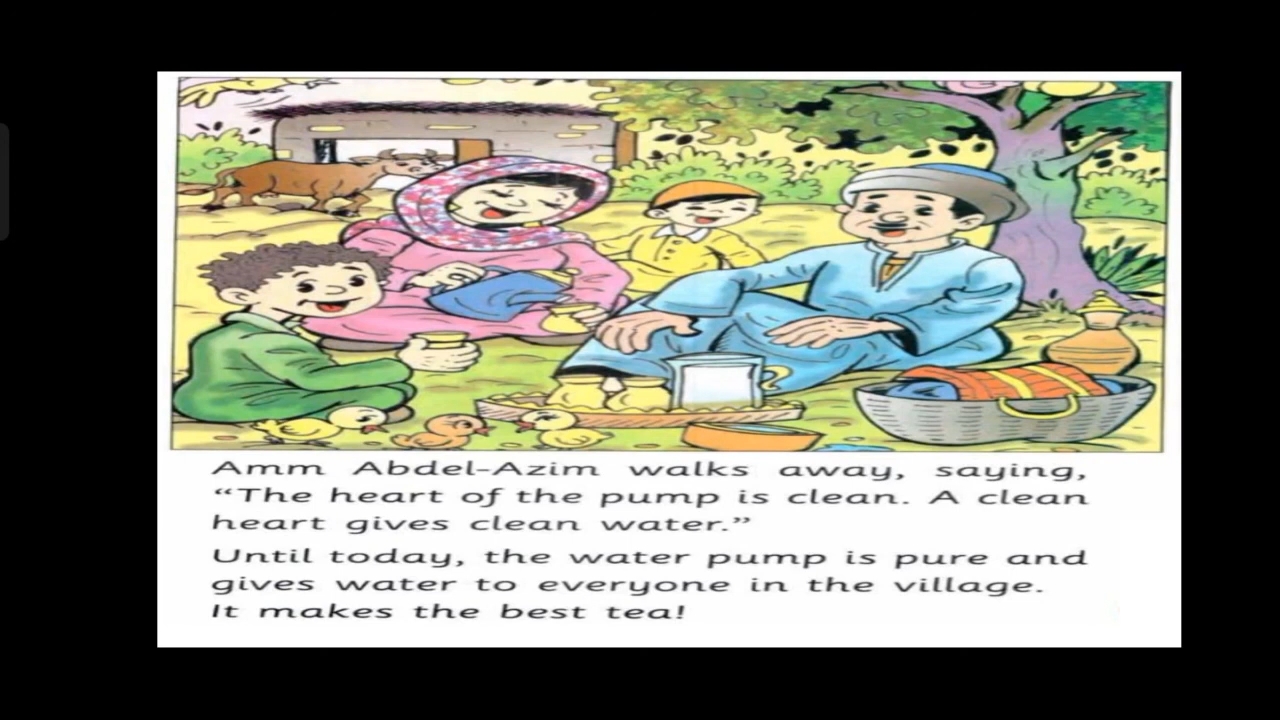 Amm Abdel-Azim walks away, saying,
“The heart of the pump is clean. A clean
heart gives clean water.”
Until today, the water pump is pure and
gives water to everyone in the village.
It makes the best tea!